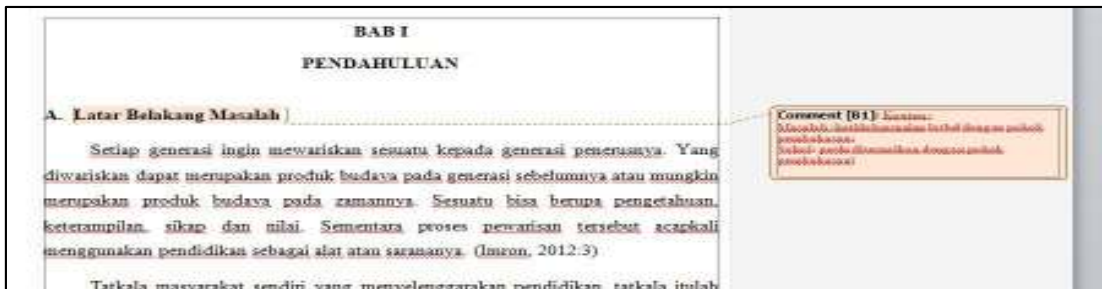 BAB I
PENDAHULUAN
A. Latar Belakang Masalah
Comment [B1]:
Setiap generasi ingin mewariskan sesuatu kepada generasi penerusnya. Yang
diwariskan dapat merupakan produk budaya pada generasi sebelumnya atau mungkin
merupakan produk budaya pada zamannya. Sesuatu bisa berupa pengetahuan,
keterampilan, sikap dan nilai. Sementara proses pewarisan tersebut acapkali
menggunakan pendidikan sebagai alat atau sarananya. (Imron, 2012:3)
Tatkala masyarakat sendiri yang menyelenggarakan pendidikan, tatkala itulah